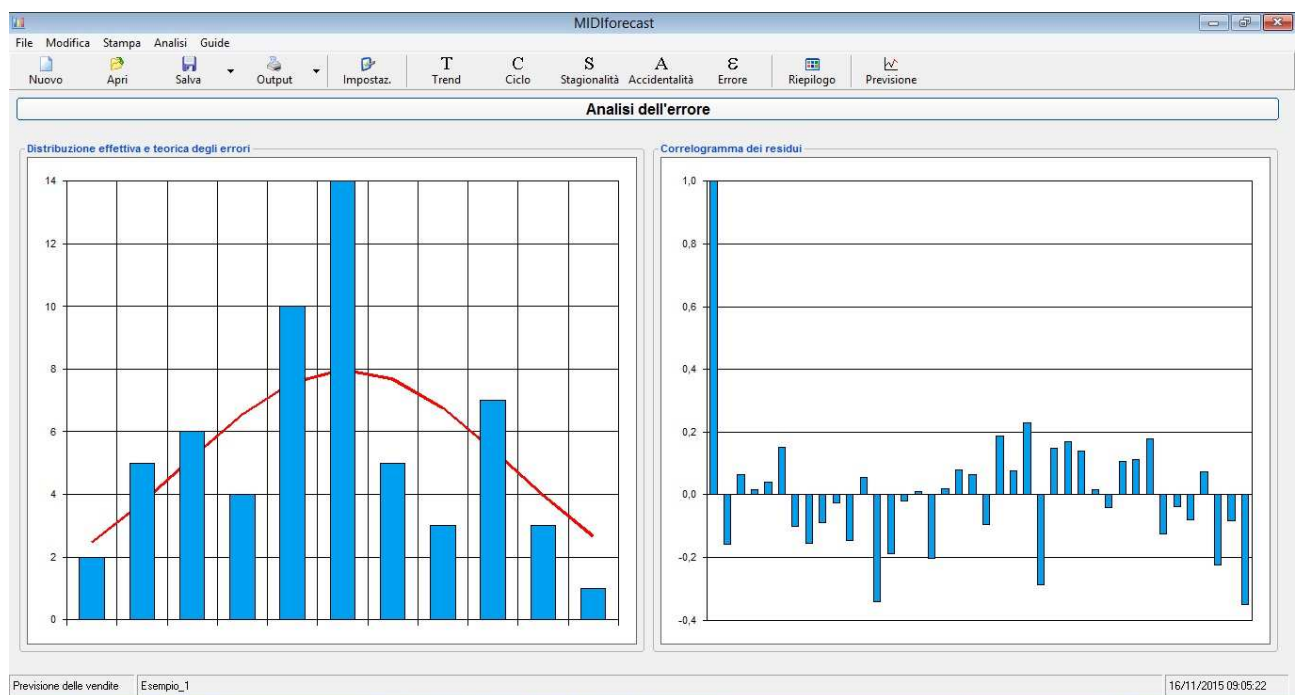 MIDIforecast
File Modifica Stampa Analisi Guide
Nuovo Apri Salva Output Impostaz. T Trend C Ciclo S Stagionalità A Accidentalità ε Errore Riepilogo Previsione
Analisi dell'errore
Distribuzione effettiva e teorica degli errori
14
12
10
8
6
4
2
0
Correlogramma dei residui
1,0
0,8
0,6
0,4
0,2
0,0
-0,2
-0,4
Previsione delle vendite Esempio_1 16/11/2015 09:05:22